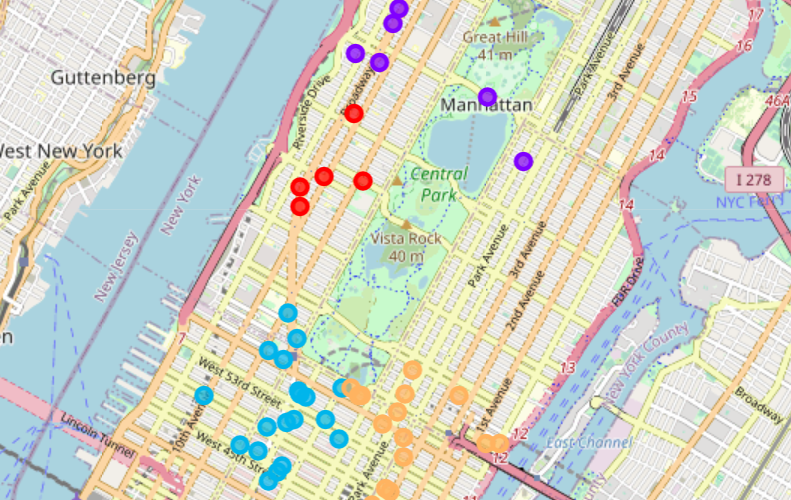 17
16
Great Hill
41 m
Park Avenue
3rd Avenue
Guttenberg
Riverside Drive
Broadway
15
46A
Manhattan
West New York
14
I 278
Park Avenue
Central
Park
New York
14
NYC Ferry
Vista Rock
40 m
New Jersey
Park Avenue
3rd Avenue
2nd Avenue
FDR Drive
7
New York County
13
West 53rd Street
Broadway
10th Avenue
1st Avenue
Lincoln Tunnel
West 45th Street
12
East Channel
12
Park Avenue
11